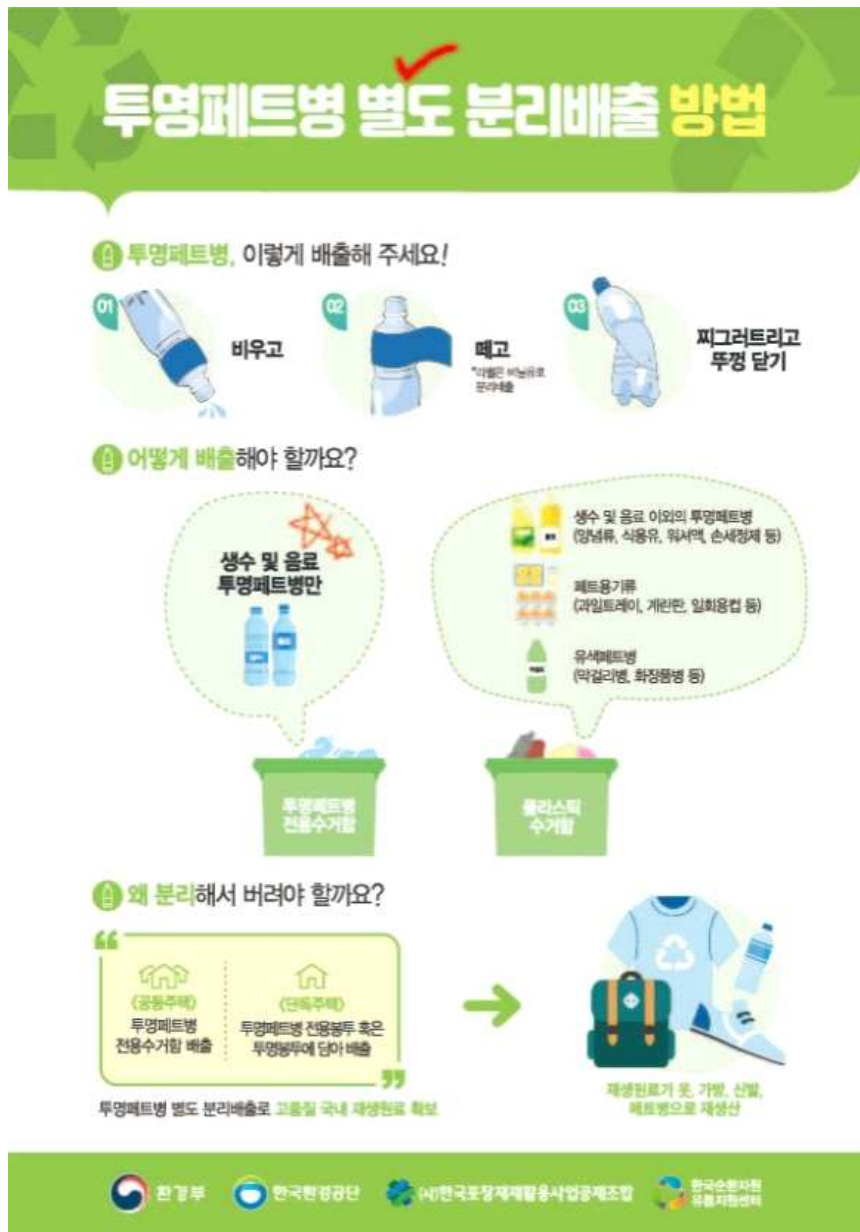 투명페트병 별도 분리배출 방법
투명페트병, 이렇게 배출해 주세요!
01
비우고
02
떼고
*라벨은 비닐류로
분리배출
03
찌그러트리고
뚜껑 닫기
어떻게 배출해야 할까요?
생수 및 음료
투명페트병만
생수 및 음료 이외의 투명페트병
(양념류, 식용유, 워셔액, 손세정제 등)
페트용기류
(과일트레이, 계란판, 일회용컵 등)
유색페트병
(막걸리병, 화장품병 등)
투명페트병
전용수거함
플라스틱
수거함
왜 분리해서 버려야 할까요?
〈공동주택〉
투명페트병
전용수거함 배출
〈단독주택〉
투명페트병 전용봉투 혹은
투명봉투에 담아 배출
투명페트병 별도 분리배출로 고품질 국내 재생원료 확보
재생원료가 옷, 가방, 신발,
페트병으로 재생산
환경부
한국환경공단
(사)한국포장재재활용사업공제조합
한국순환자원
유통지원센터